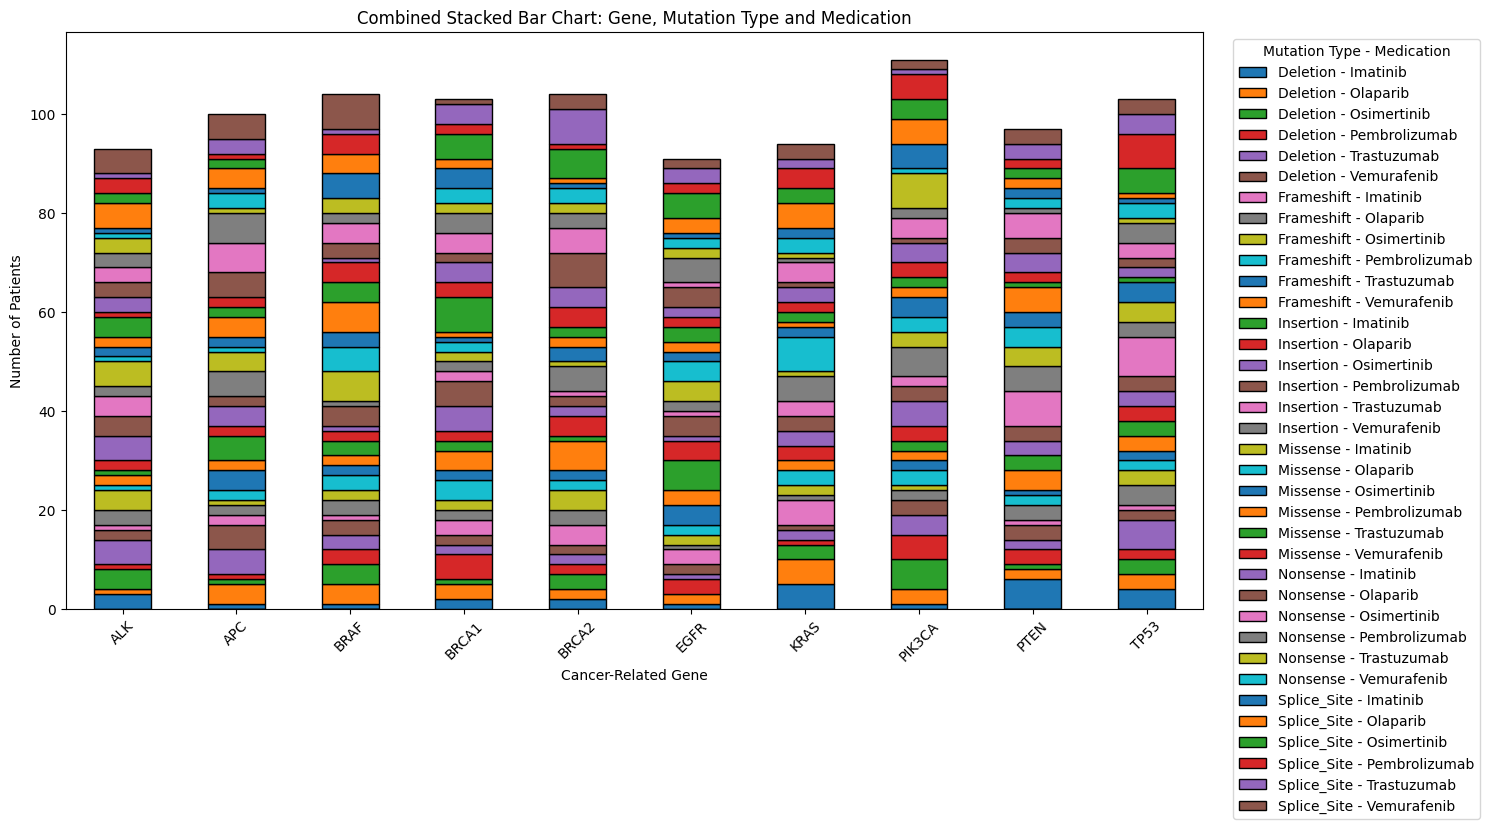 Combined Stacked Bar Chart: Gene, Mutation Type and Medication
Number of Patients
100
80
60
40
20
0
ALK
APC
BRAF
BRCA1
BRCA2
EGFR
KRAS
PIK3CA
PTEN
TP53
Cancer-Related Gene
Mutation Type - Medication
Deletion - Imatinib
Deletion - Olaparib
Deletion - Osimertinib
Deletion - Pembrolizumab
Deletion - Trastuzumab
Deletion - Vemurafenib
Frameshift - Imatinib
Frameshift - Olaparib
Frameshift - Osimertinib
Frameshift - Pembrolizumab
Frameshift - Trastuzumab
Frameshift - Vemurafenib
Insertion - Imatinib
Insertion - Olaparib
Insertion - Osimertinib
Insertion - Pembrolizumab
Insertion - Trastuzumab
Insertion - Vemurafenib
Missense - Imatinib
Missense - Olaparib
Missense - Osimertinib
Missense - Pembrolizumab
Missense - Trastuzumab
Missense - Vemurafenib
Nonsense - Imatinib
Nonsense - Olaparib
Nonsense - Osimertinib
Nonsense - Pembrolizumab
Nonsense - Trastuzumab
Nonsense - Vemurafenib
Splice_Site - Imatinib
Splice_Site - Olaparib
Splice_Site - Osimertinib
Splice_Site - Pembrolizumab
Splice_Site - Trastuzumab
Splice_Site - Vemurafenib